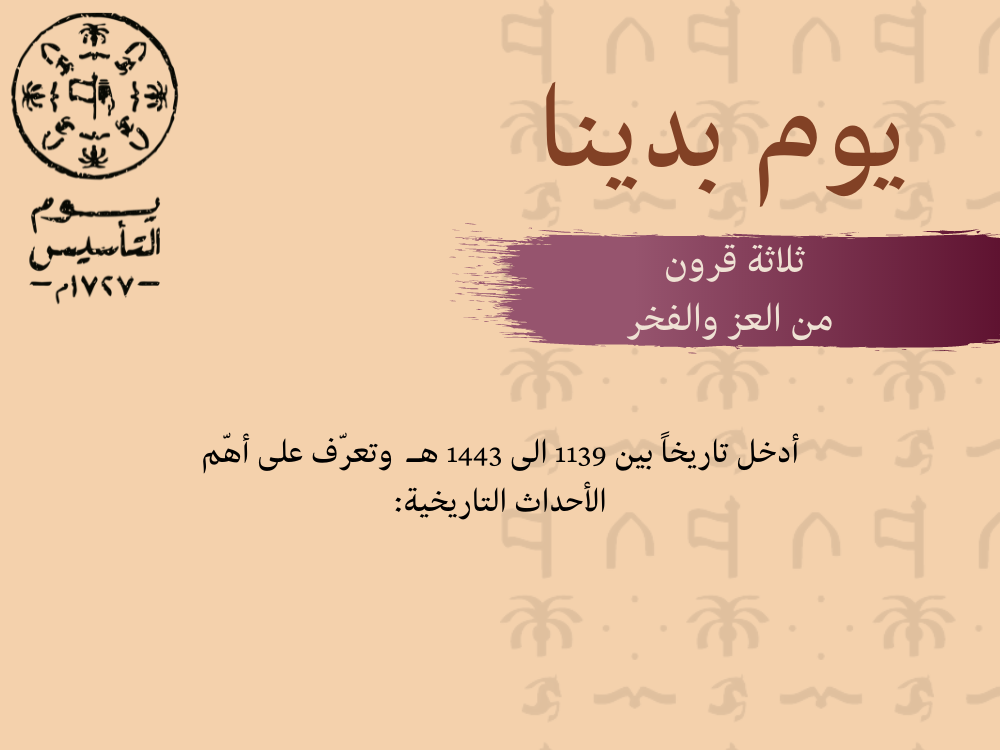 يوم بدينا
ثلاثة قرون
من العز والفخر
يوم
التأسيس
١٧٢٧م
أدخل تاريخاً بين 1139 الى 1443 هـ وتعرّف على أهّم
الأحداث التاريخية: